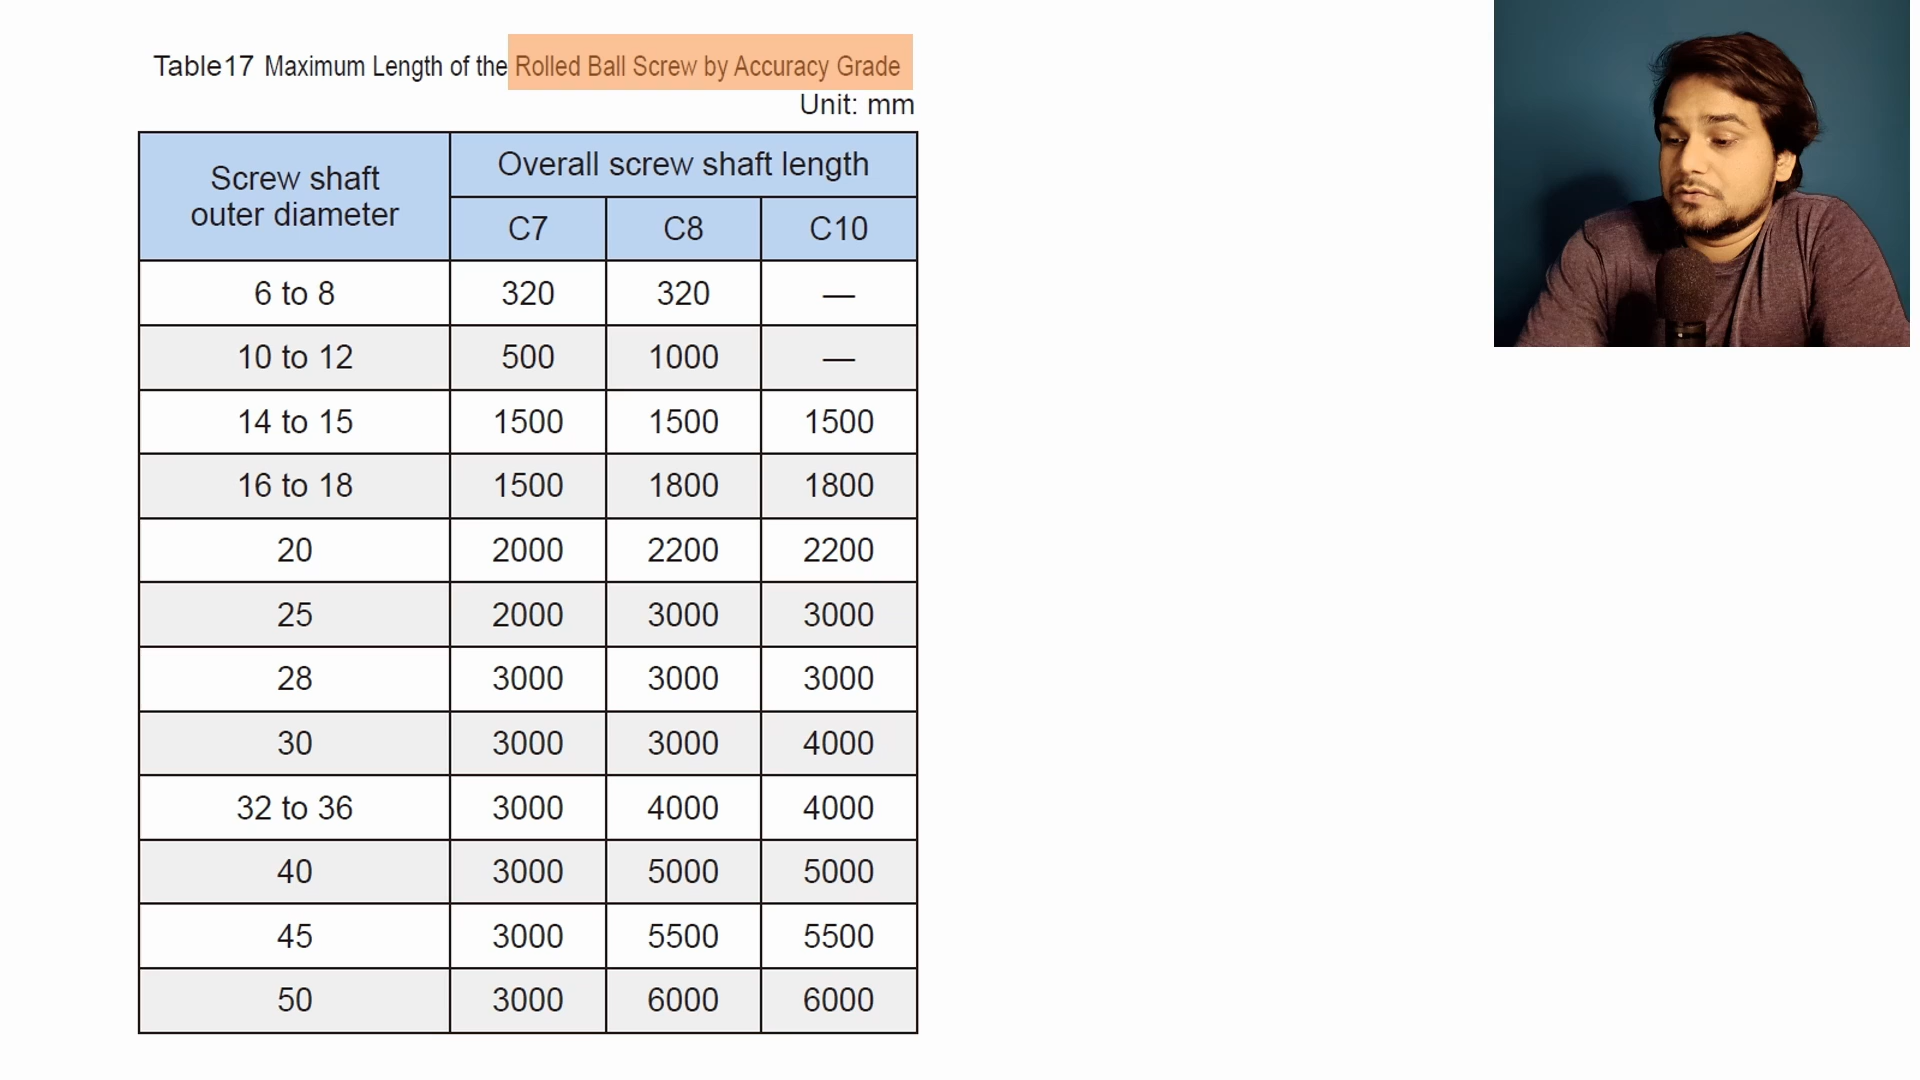 Table17 Maximum Length of the Rolled Ball Screw by Accuracy Grade
Unit: mm
Screw shaft
outer diameter
Overall screw shaft length
C7 C8 C10
6 to 8 320 320 —
10 to 12 500 1000 —
14 to 15 1500 1500 1500
16 to 18 1500 1800 1800
20 2000 2200 2200
25 2000 3000 3000
28 3000 3000 3000
30 3000 3000 4000
32 to 36 3000 4000 4000
40 3000 5000 5000
45 3000 5500 5500
50 3000 6000 6000